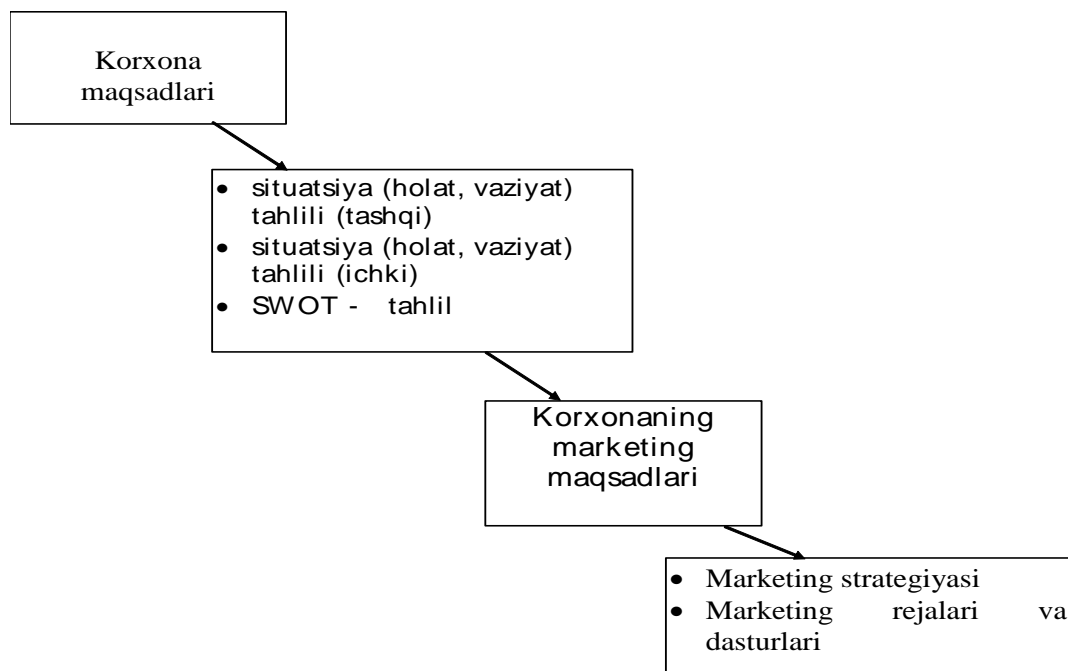 Korxona
maqsadlari
• situatsiya (holat, vaziyat)
tahlili (tashqi)
• situatsiya (holat, vaziyat)
tahlili (ichki)
• SWOT - tahlil
Korxonaning
marketing
maqsadlari
• Marketing strategiyasi
• Marketing rejalari va
dasturlari